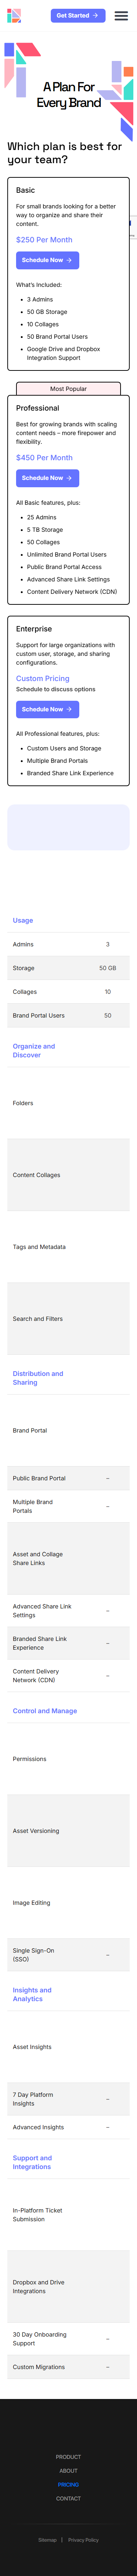 Get Started →
A Plan For
Every Brand
Which plan is best for
your team?
Basic
For small brands looking for a better
way to organize and share their
content.
$250 Per Month
Schedule Now →
What's Included:
• 3 Admins
• 50 GB Storage
• 10 Collages
• 50 Brand Portal Users
• Google Drive and Dropbox
Integration Support
Most Popular
Professional
Best for growing brands with scaling
content needs – more firepower and
flexibility.
$450 Per Month
Schedule Now →
All Basic features, plus:
• 25 Admins
• 5 TB Storage
• 50 Collages
• Unlimited Brand Portal Users
• Public Brand Portal Access
• Advanced Share Link Settings
• Content Delivery Network (CDN)
Enterprise
Support for large organizations with
custom user, storage, and sharing
configurations.
Custom Pricing
Schedule to discuss options
Schedule Now →
All Professional features, plus:
• Custom Users and Storage
• Multiple Brand Portals
• Branded Share Link Experience
Usage
Admins 3
Storage 50 GB
Collages 10
Brand Portal Users 50
Organize and
Discover
Folders
Content Collages
Tags and Metadata
Search and Filters
Distribution and
Sharing
Brand Portal
Public Brand Portal –
Multiple Brand
Portals –
Asset and Collage
Share Links
Advanced Share Link
Settings –
Branded Share Link
Experience –
Content Delivery
Network (CDN) –
Control and Manage
Permissions
Asset Versioning
Image Editing
Single Sign-On
(SSO) –
Insights and
Analytics
Asset Insights
7 Day Platform
Insights –
Advanced Insights –
Support and
Integrations
In-Platform Ticket
Submission
Dropbox and Drive
Integrations
30 Day Onboarding
Support –
Custom Migrations –
PRODUCT
ABOUT
PRICING
CONTACT
Sitemap | Privacy Policy